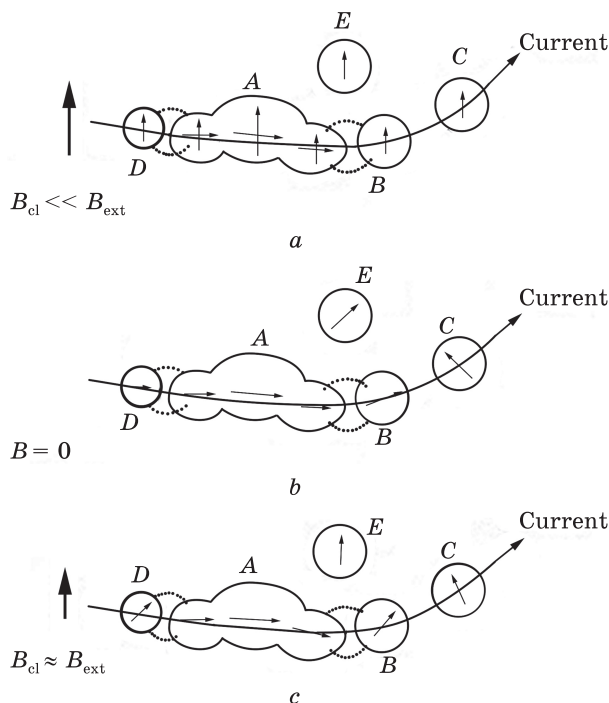 E
C
Current
A
D
B
B_cl << B_ext
a
E
Current
C
A
D
B
B = 0
b
Current
E
C
D
A
B
B_cl ≈ B_ext
c